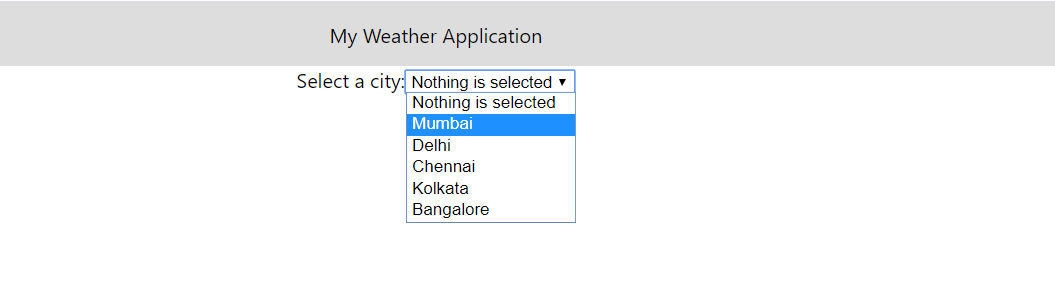 My Weather Application
Select a city: Nothing is selected
Nothing is selected
Mumbai
Delhi
Chennai
Kolkata
Bangalore